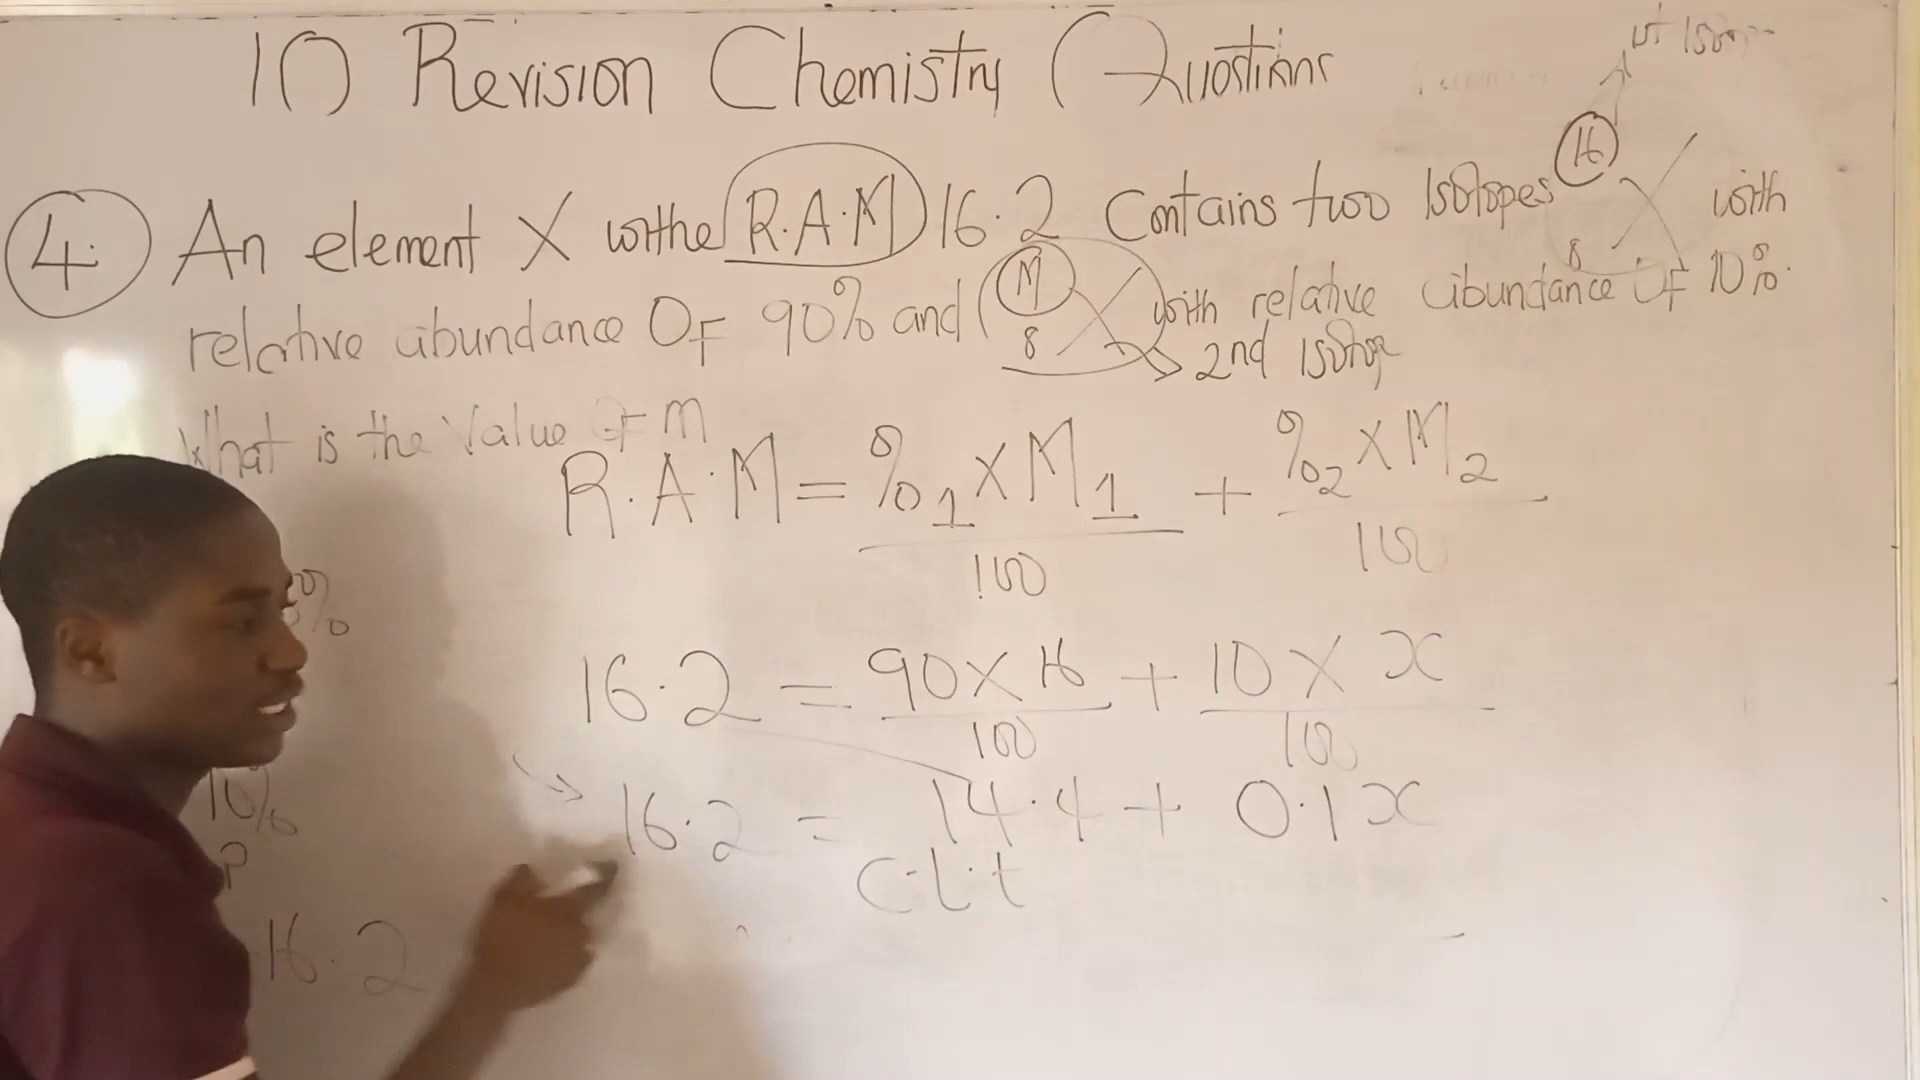 10 Revision Chemistry Questions
1st Isotope
4. An element X withe R.A.M 16.2 Contains two Isotopes 16 8 X with
relative abundance Of 90% and M 8 X with relative abundance Of 10%.
2nd Isotope
What is the Value Of m
R.A.M = %1 X M1 / 100 + %2 X M2 / 100
16.2 = 90 X 16 / 100 + 10 X x / 100
16.2 = 14.4 + 0.1x
C.L.t
10%
?
16.2